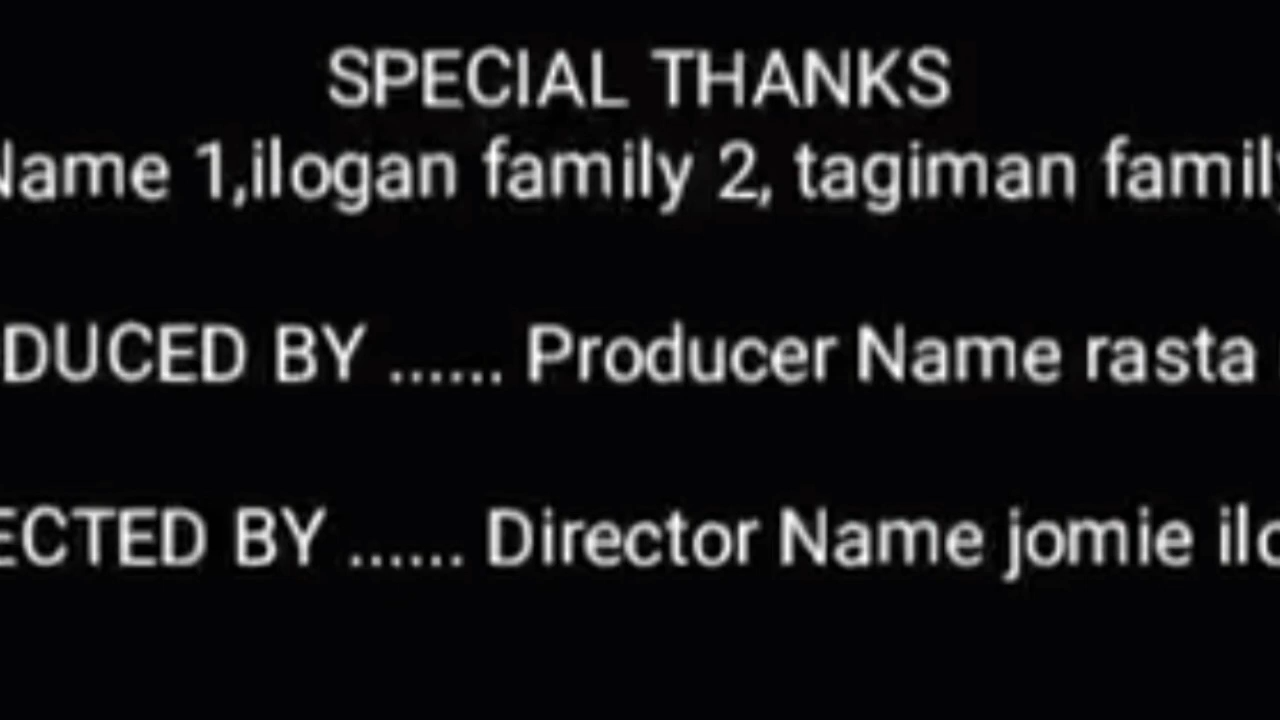 SPECIAL THANKS
Name 1,ilogan family 2, tagiman family
DUCED BY ...... Producer Name rasta
ECTED BY ...... Director Name jomie ilo